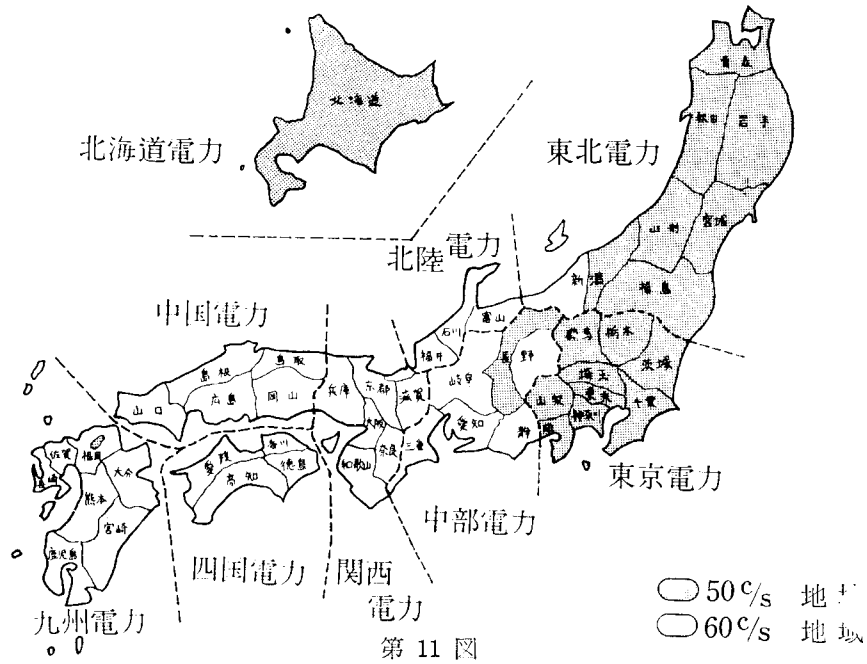 青森
北海道
秋田
岩手
北海道電力
東北電力
山形
宮城
北陸電力
新潟
福島
中国電力
石川
富山
群馬
栃木
福井
長野
茨城
島根
鳥取
兵庫
京都
滋賀
岐阜
埼玉
東京
山口
広島
岡山
山梨
神奈川
千葉
大阪
愛知
静岡
佐賀
福岡
香川
奈良
三重
長崎
大分
愛媛
徳島
和歌山
東京電力
高知
熊本
中部電力
宮崎
鹿児島
四国電力
関西
電力
九州電力
50c/s 地
60c/s 地域
第 11 図